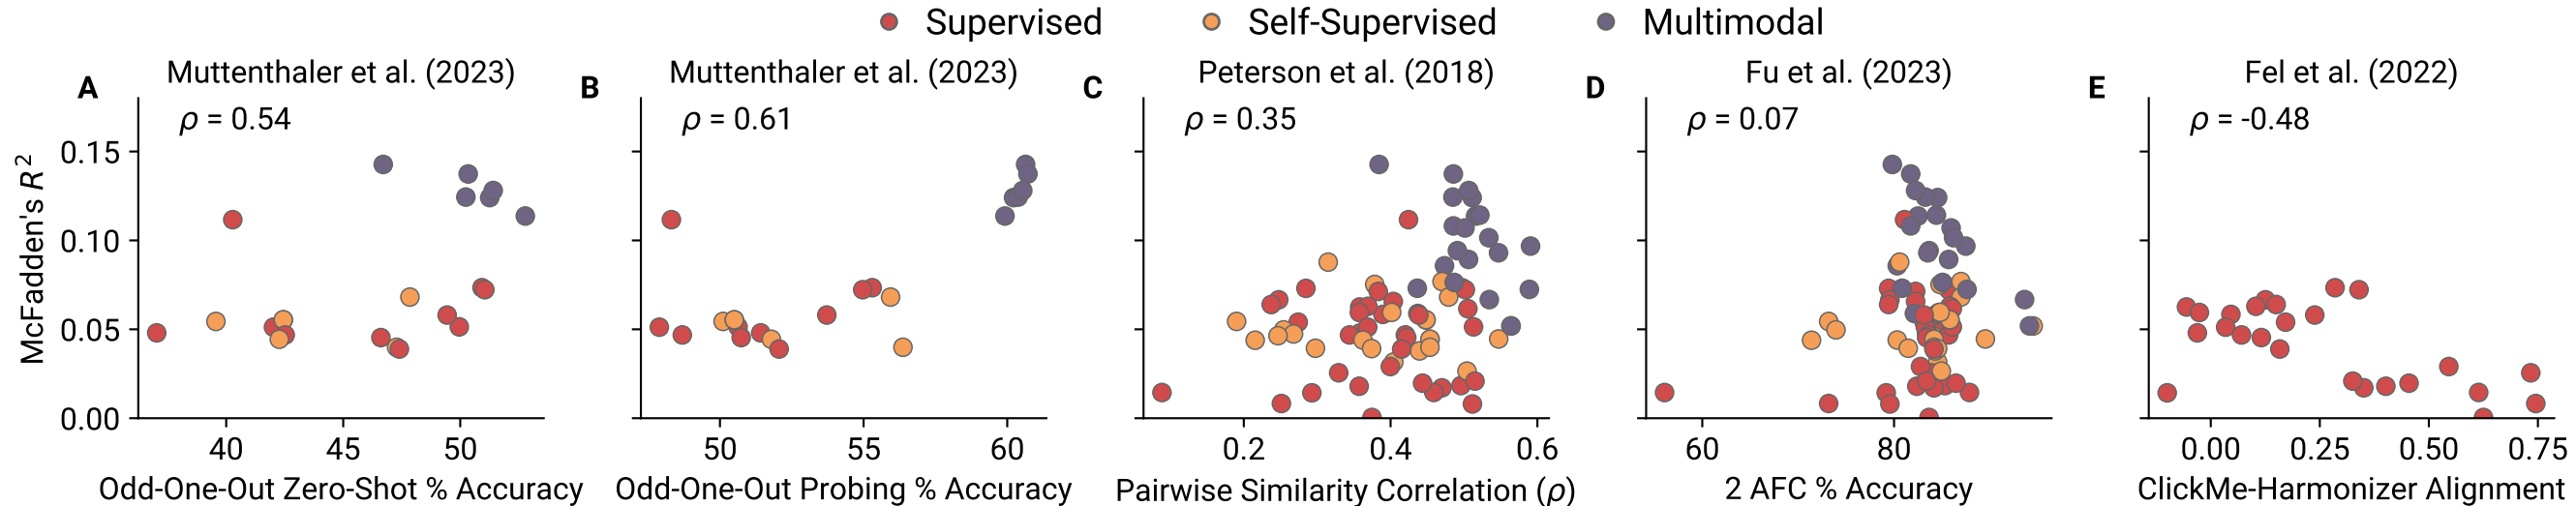 Supervised Self-Supervised Multimodal
A Muttenthaler et al. (2023)
ρ = 0.54
McFadden's R²
0.15
0.10
0.05
0.00
40 45 50
Odd-One-Out Zero-Shot % Accuracy
B Muttenthaler et al. (2023)
ρ = 0.61
50 55 60
Odd-One-Out Probing % Accuracy
C Peterson et al. (2018)
ρ = 0.35
0.2 0.4 0.6
Pairwise Similarity Correlation (ρ)
D Fu et al. (2023)
ρ = 0.07
60 80
2 AFC % Accuracy
E Fel et al. (2022)
ρ = -0.48
0.00 0.25 0.50 0.75
ClickMe-Harmonizer Alignment